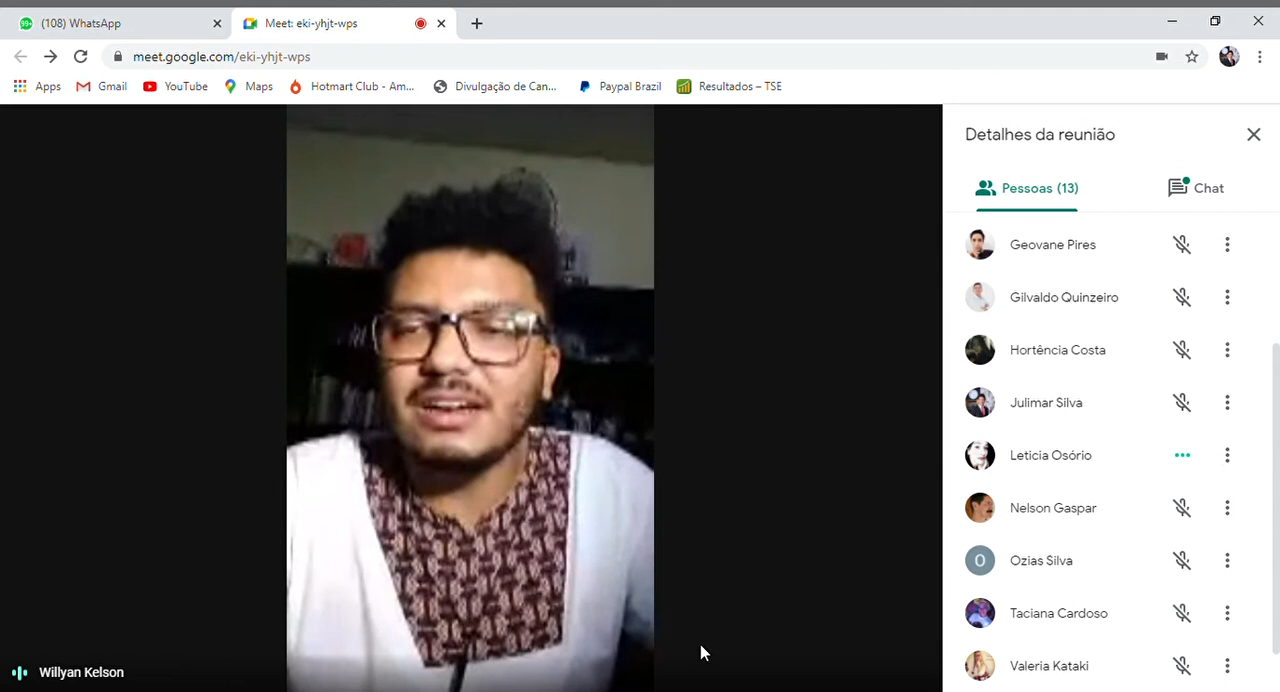 99+ (108) WhatsApp
Meet: eki-yhjt-wps
meet.google.com/eki-yhjt-wps
Apps Gmail YouTube Maps Hotmart Club - Am... Divulgação de Can... Paypal Brazil Resultados – TSE
Detalhes da reunião
Pessoas (13) Chat
Geovane Pires
Gilvaldo Quinzeiro
Hortência Costa
Julimar Silva
Leticia Osório
Nelson Gaspar
O Ozias Silva
Taciana Cardoso
Valeria Kataki
Willyan Kelson